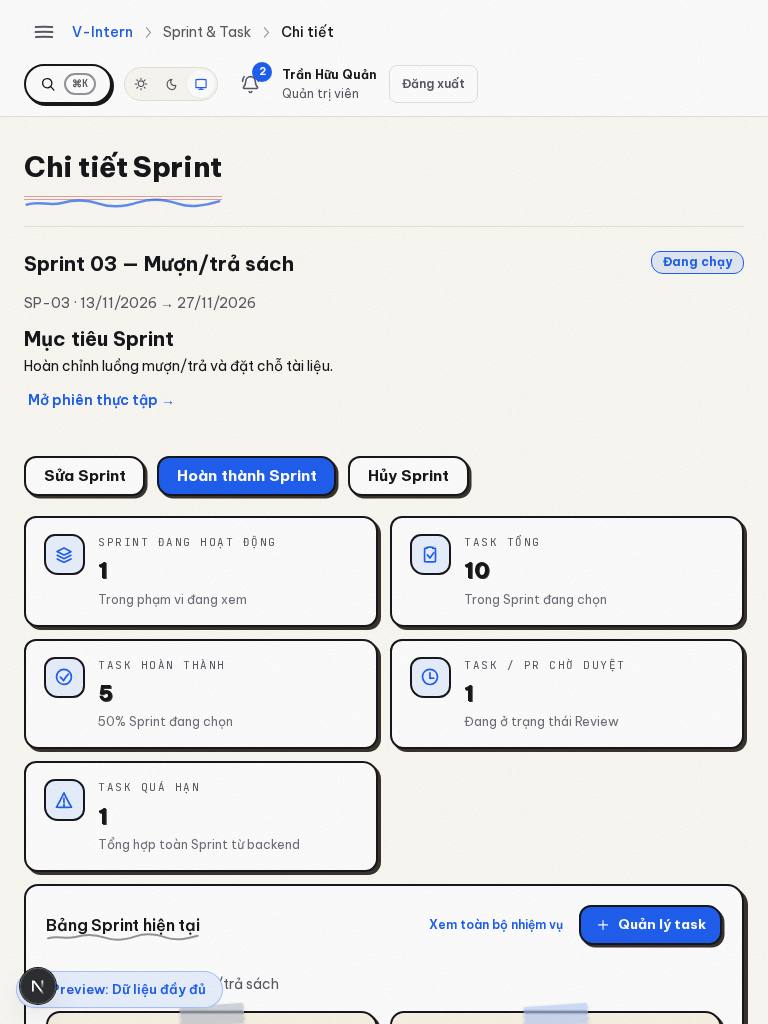 V-Intern > Sprint & Task > Chi tiết
⌘K
2
Trần Hữu Quản
Quản trị viên
Đăng xuất
Chi tiết Sprint
Sprint 03 — Mượn/trả sách
Đang chạy
SP-03 · 13/11/2026 → 27/11/2026
Mục tiêu Sprint
Hoàn chỉnh luồng mượn/trả và đặt chỗ tài liệu.
Mở phiên thực tập →
Sửa Sprint
Hoàn thành Sprint
Hủy Sprint
SPRINT ĐANG HOẠT ĐỘNG
1
Trong phạm vi đang xem
TASK TỔNG
10
Trong Sprint đang chọn
TASK HOÀN THÀNH
5
50% Sprint đang chọn
TASK / PR CHỜ DUYỆT
1
Đang ở trạng thái Review
TASK QUÁ HẠN
1
Tổng hợp toàn Sprint từ backend
Bảng Sprint hiện tại
Xem toàn bộ nhiệm vụ
+ Quản lý task
/trả sách
N
Preview: Dữ liệu đầy đủ